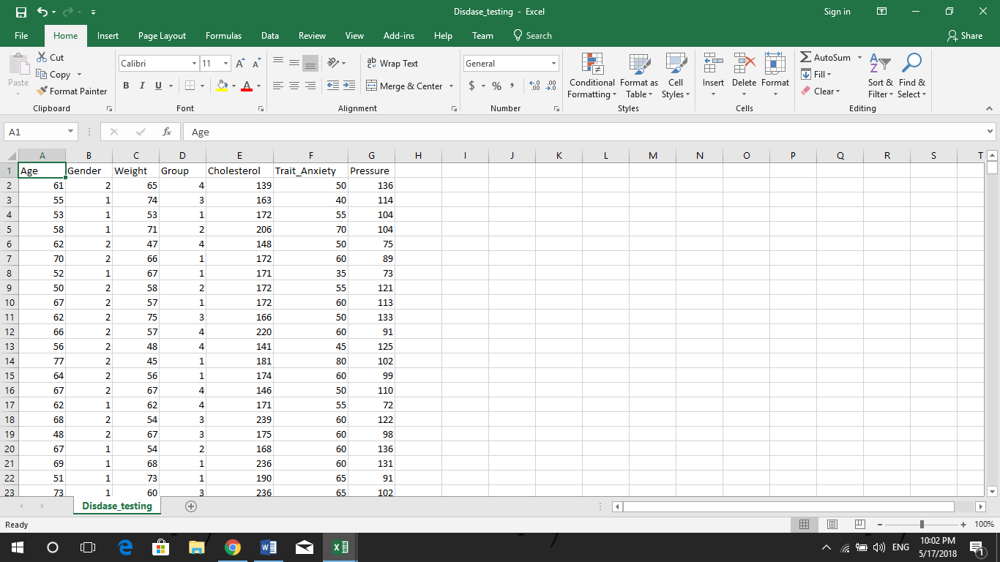 Disdase_testing - Excel
Sign in
File Home Insert Page Layout Formulas Data Review View Add-ins Help Team Search Share
Paste
Cut
Copy
Format Painter
Clipboard
Calibri 11
B I U
Font
Wrap Text
Merge & Center
Alignment
General
$ % ,
Number
Conditional Formatting
Format as Table
Cell Styles
Styles
Insert Delete Format
Cells
AutoSum
Fill
Clear
Sort & Filter
Find & Select
Editing
A1 fx Age
A B C D E F G H I J K L M N O P Q R S T
1 Age Gender Weight Group Cholesterol Trait_Anxiety Pressure
2 61 2 65 4 139 50 136
3 55 1 74 3 163 40 114
4 53 1 53 1 172 55 104
5 58 1 71 2 206 70 104
6 62 2 47 4 148 50 75
7 70 2 66 1 172 60 89
8 52 1 67 1 171 35 73
9 50 2 58 2 172 55 121
10 67 2 57 1 172 60 113
11 62 2 75 3 166 50 133
12 66 2 57 4 220 60 91
13 56 2 48 4 141 45 125
14 77 2 45 1 181 80 102
15 64 2 56 1 174 60 99
16 67 2 67 4 146 50 110
17 62 1 62 4 171 55 72
18 68 2 54 3 239 60 122
19 48 2 67 3 175 60 98
20 67 1 54 2 168 60 136
21 69 1 68 1 236 60 131
22 51 1 73 1 190 65 91
23 73 1 60 3 236 65 102
Disdase_testing
Ready
100%
ENG
10:02 PM
5/17/2018
1